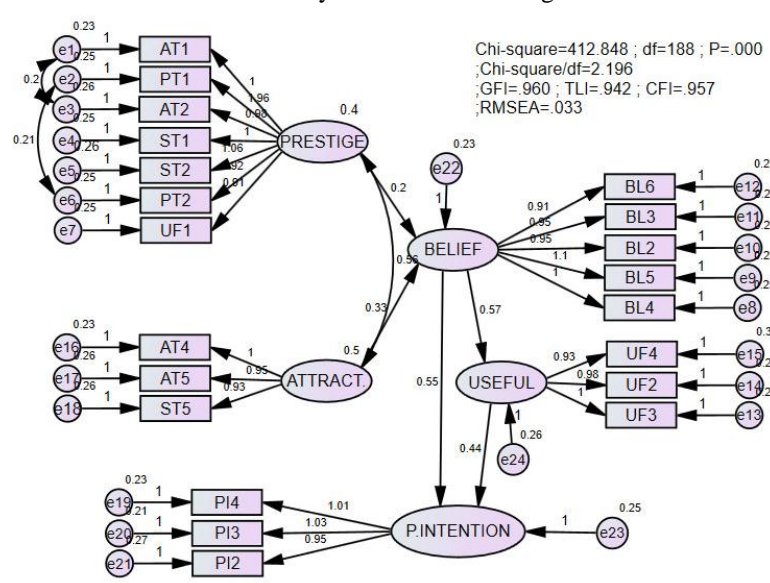 Chi-square=412.848 ; df=188 ; P=.000
;Chi-square/df=2.196
;GFI=.960 ; TLI=.942 ; CFI=.957
;RMSEA=.033
0.23
e1 1 AT1
0.25
e2 1 PT1
0.26
e3 1 AT2
0.25
e4 1 ST1
0.26
e5 1 ST2
e6 1 PT2
0.25
e7 1 UF1
0.2
0.21
1
.96
0.98
1
1.06
0.4
PRESTIGE
0.2
0.33
0.23
e22
1
BELIEF
0.91
0.95
0.95
1.1
1
BL6 1 e12
BL3 1 e11
BL2 1 e10
BL5 1 e9
BL4 1 e8
0.57
0.55
0.23
e16 1 AT4
0.26
e17 1 AT5
0.26
e18 1 ST5
1
0.95
0.93
0.5
ATTRACT.
USEFUL
0.93
0.98
1
UF4 1 e15
UF2 1 e14
UF3 1 e13
1
0.26
e24
0.44
0.23
e19 1 PI4
0.21
e20 1 PI3
0.27
e21 1 PI2
1.01
1.03
0.95
P.INTENTION
1
0.25
e23